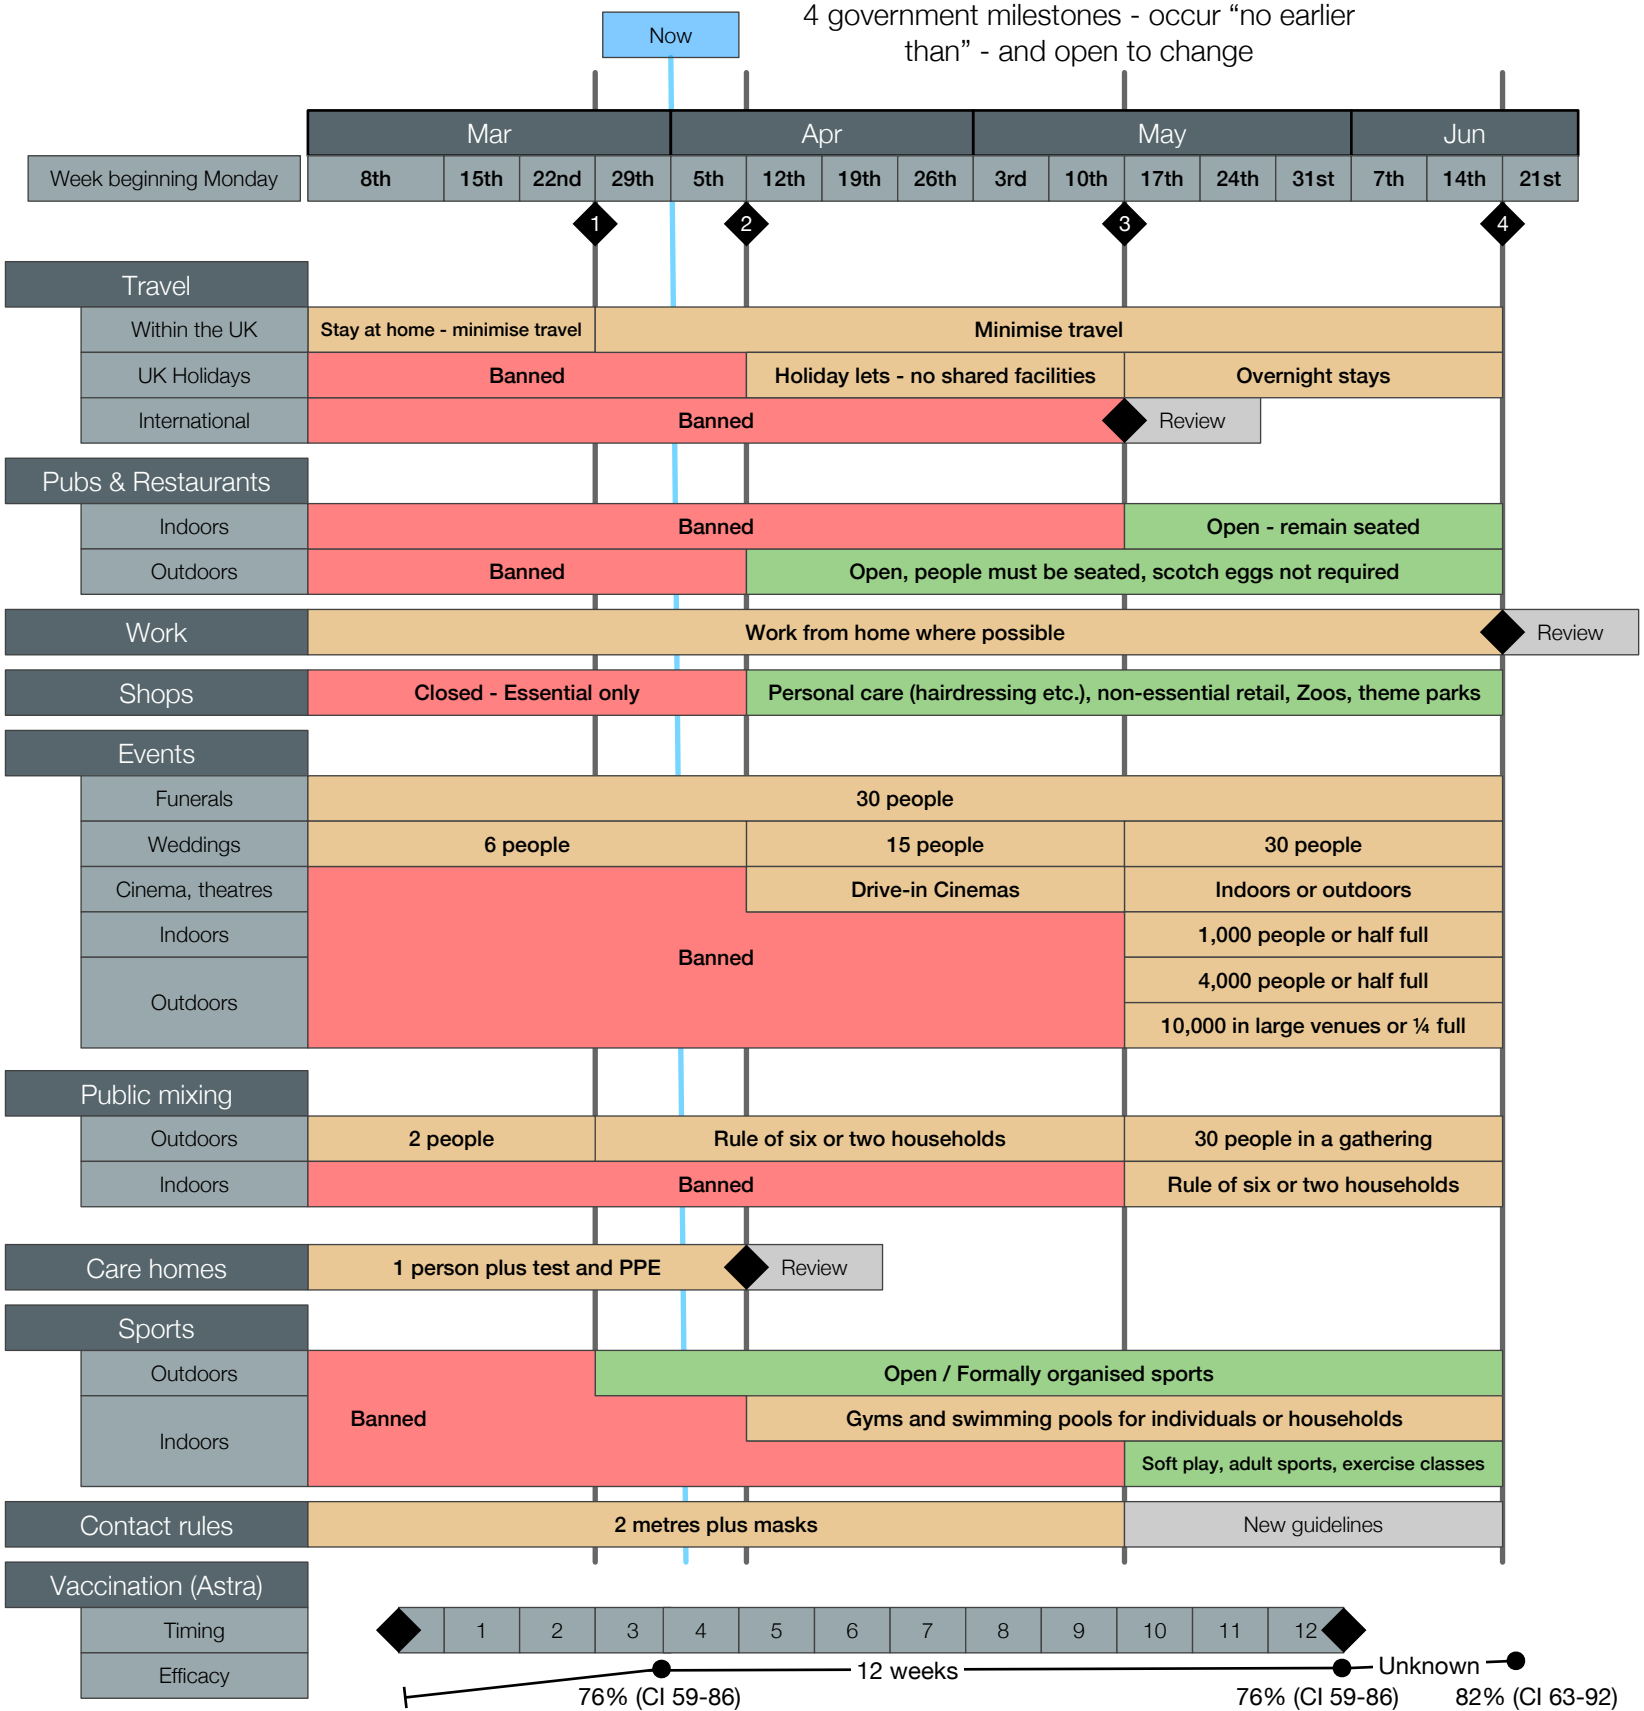 Now
4 government milestones - occur “no earlier
than” - and open to change
Mar Apr May Jun
Week beginning Monday 8th 15th 22nd 29th 5th 12th 19th 26th 3rd 10th 17th 24th 31st 7th 14th 21st
1 2 3 4
Travel
Within the UK Stay at home - minimise travel Minimise travel
UK Holidays Banned Holiday lets - no shared facilities Overnight stays
International Banned Review
Pubs & Restaurants
Indoors Banned Open - remain seated
Outdoors Banned Open, people must be seated, scotch eggs not required
Work Work from home where possible Review
Shops Closed - Essential only Personal care (hairdressing etc.), non-essential retail, Zoos, theme parks
Events
Funerals 30 people
Weddings 6 people 15 people 30 people
Cinema, theatres Drive-in Cinemas Indoors or outdoors
Indoors 1,000 people or half full
Banned
4,000 people or half full
Outdoors
10,000 in large venues or ¼ full
Public mixing
Outdoors 2 people Rule of six or two households 30 people in a gathering
Indoors Banned Rule of six or two households
Care homes 1 person plus test and PPE Review
Sports
Outdoors Open / Formally organised sports
Banned Gyms and swimming pools for individuals or households
Indoors
Soft play, adult sports, exercise classes
Contact rules 2 metres plus masks New guidelines
Vaccination (Astra)
Timing 1 2 3 4 5 6 7 8 9 10 11 12
Efficacy 12 weeks Unknown
76% (CI 59-86) 76% (CI 59-86) 82% (CI 63-92)